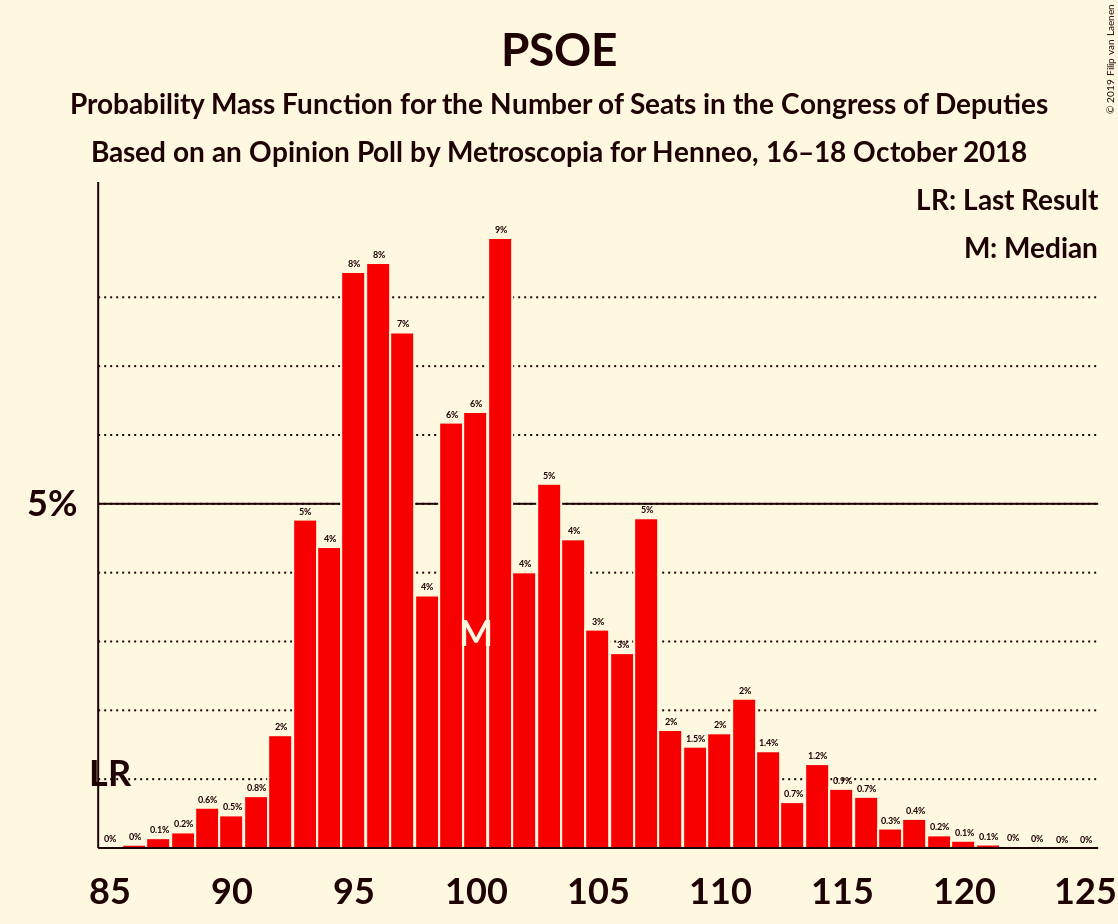 PSOE
Probability Mass Function for the Number of Seats in the Congress of Deputies
Based on an Opinion Poll by Metroscopia for Henneo, 16–18 October 2018
© 2019 Filip van Laenen
LR: Last Result
M: Median
5%
LR
M
0% 0% 0.1% 0.2% 0.6% 0.5% 0.8% 2% 5% 4% 8% 8% 7% 4% 6% 6% 9% 4% 5% 4% 3% 3% 5% 2% 1.5% 2% 2% 1.4% 0.7% 1.2% 0.9% 0.7% 0.3% 0.4% 0.2% 0.1% 0.1% 0% 0% 0% 0%
85 90 95 100 105 110 115 120 125